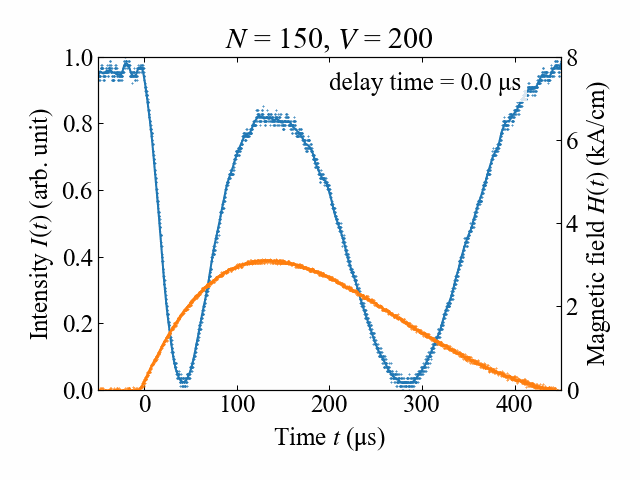 N = 150, V = 200
delay time = 0.0 μs
Intensity I(t) (arb. unit)
1.0
0.8
0.6
0.4
0.2
0.0
8
6
4
2
0
Magnetic field H(t) (kA/cm)
0 100 200 300 400
Time t (μs)